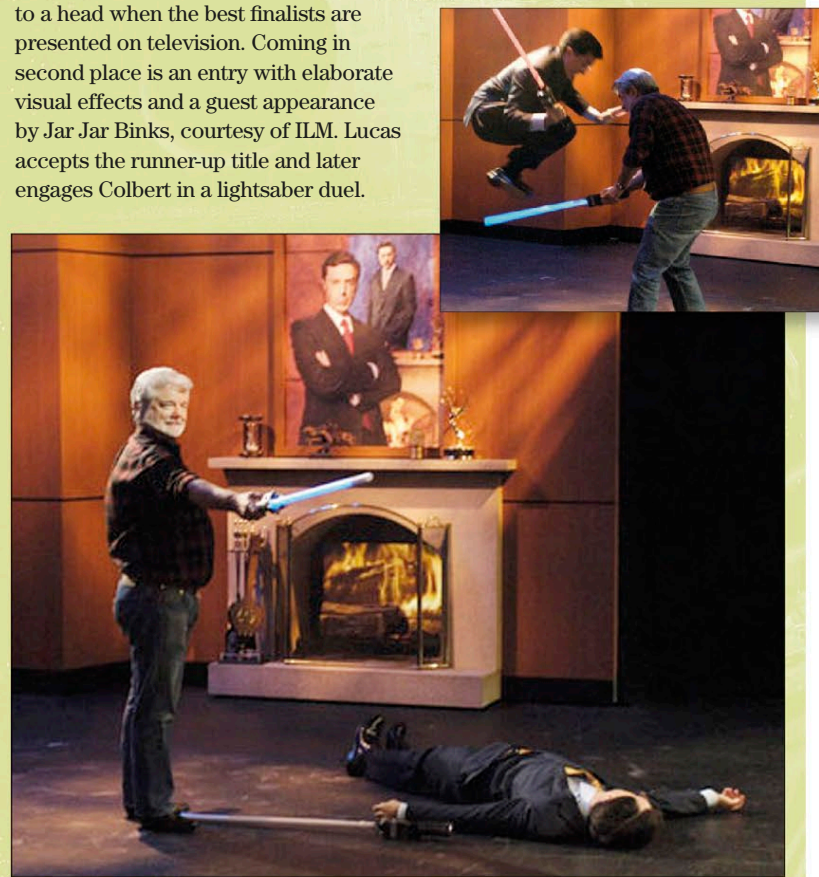 to a head when the best finalists are
presented on television. Coming in
second place is an entry with elaborate
visual effects and a guest appearance
by Jar Jar Binks, courtesy of ILM. Lucas
accepts the runner-up title and later
engages Colbert in a lightsaber duel.